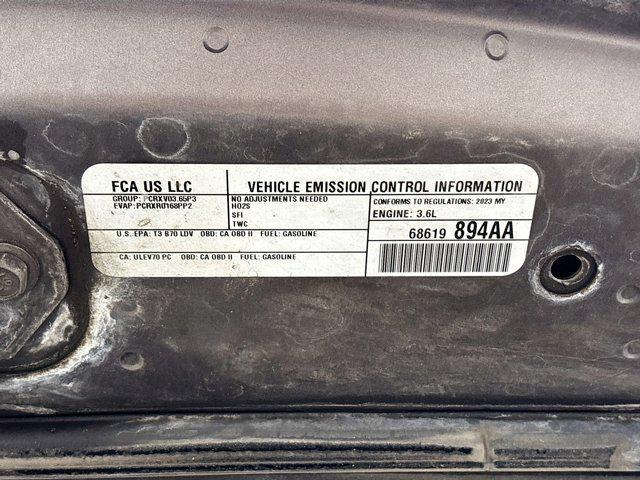 FCA US LLC
VEHICLE EMISSION CONTROL INFORMATION
GROUP: PCRXV03.65P3
EVAP: PCRXR0168PP2
NO ADJUSTMENTS NEEDED
HO2S
SFI
TWC
CONFORMS TO REGULATIONS: 2023 MY
ENGINE: 3.6L
68619 894AA
U.S. EPA: T3 B70 LDV OBD: CA OBD II FUEL: GASOLINE
CA: ULEV70 PC OBD: CA OBD II FUEL: GASOLINE